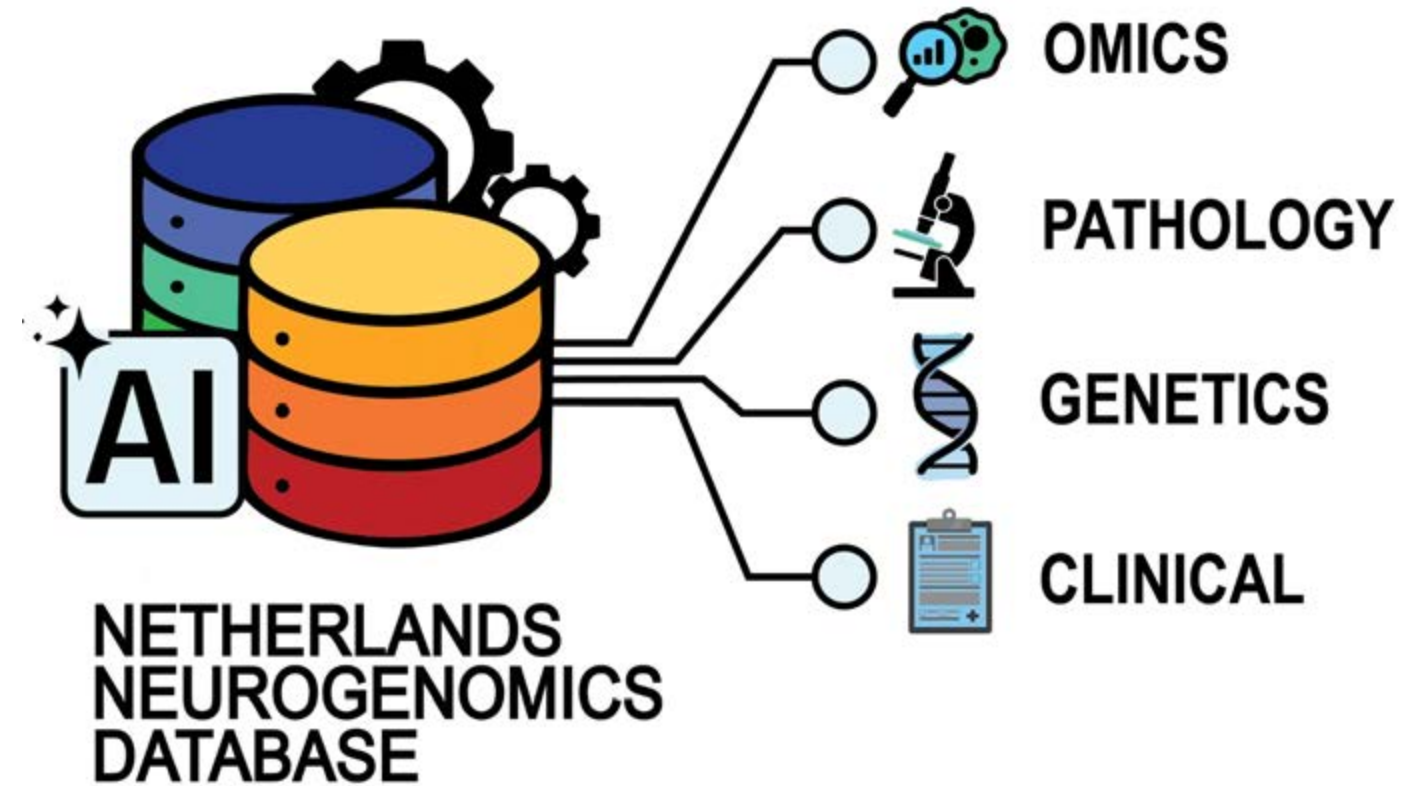 OMICS
PATHOLOGY
GENETICS
CLINICAL
AI
NETHERLANDS
NEUROGENOMICS
DATABASE